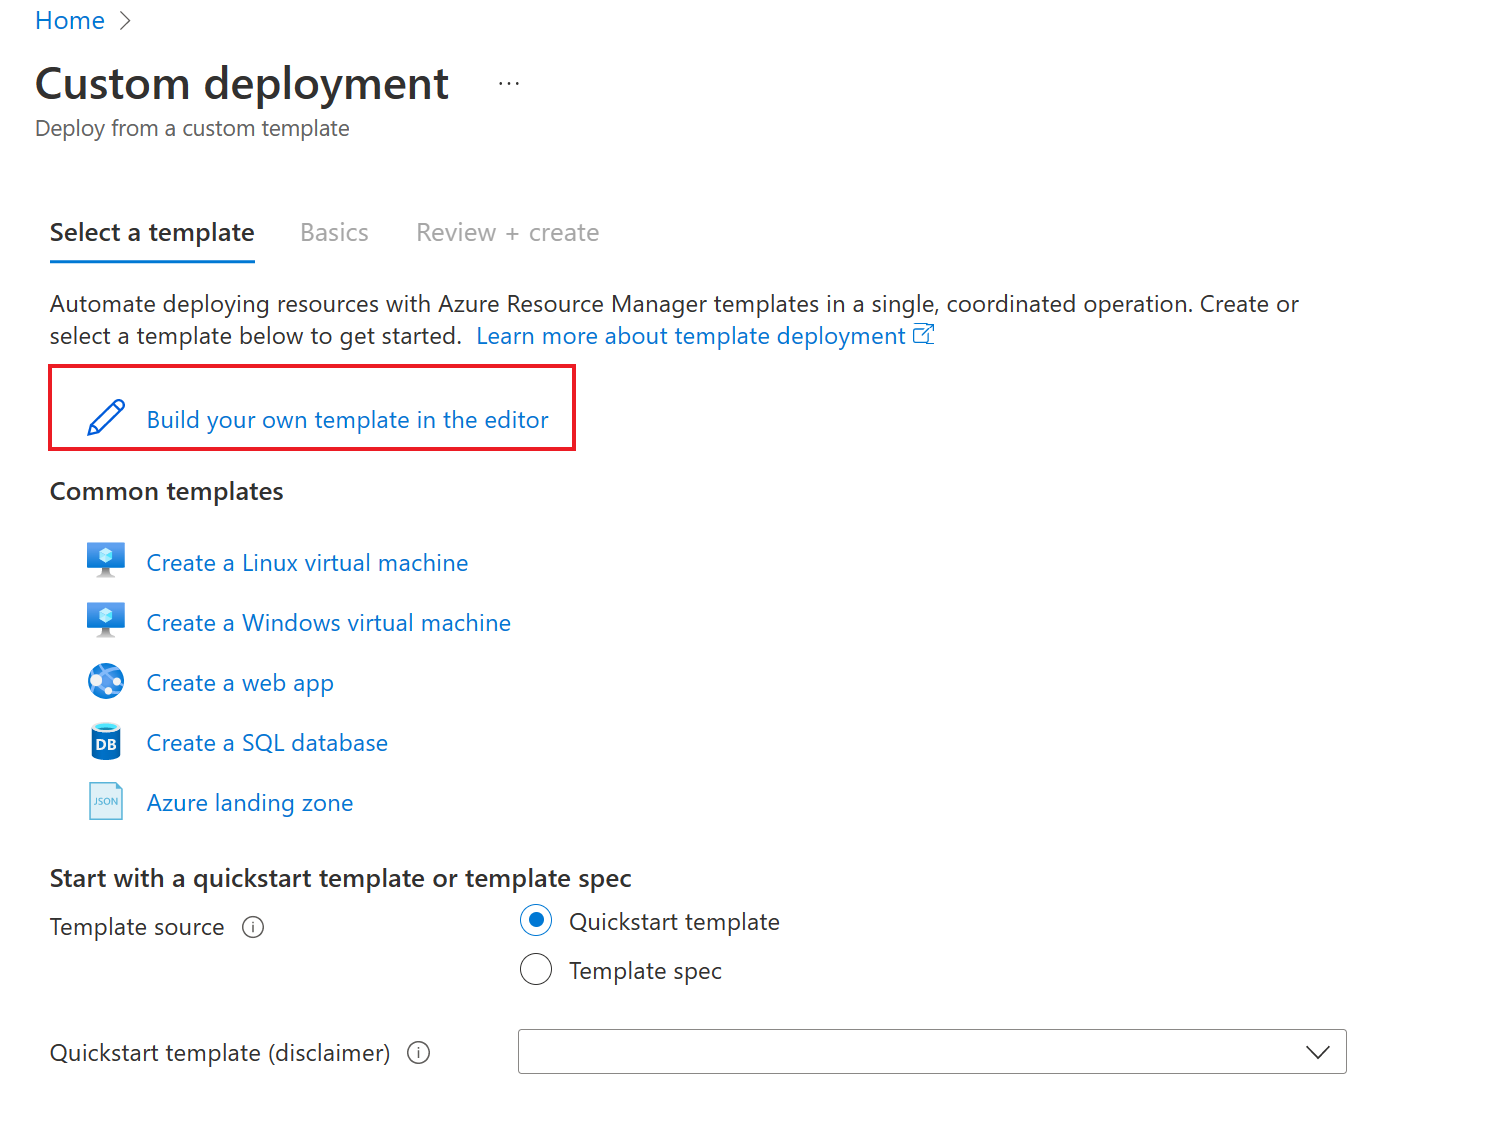 Home
Custom deployment ...
Deploy from a custom template
Select a template Basics Review + create
Automate deploying resources with Azure Resource Manager templates in a single, coordinated operation. Create or
select a template below to get started. Learn more about template deployment
Build your own template in the editor
Common templates
Create a Linux virtual machine
Create a Windows virtual machine
Create a web app
DB Create a SQL database
JSON Azure landing zone
Start with a quickstart template or template spec
Template source Quickstart template
Template spec
Quickstart template (disclaimer)